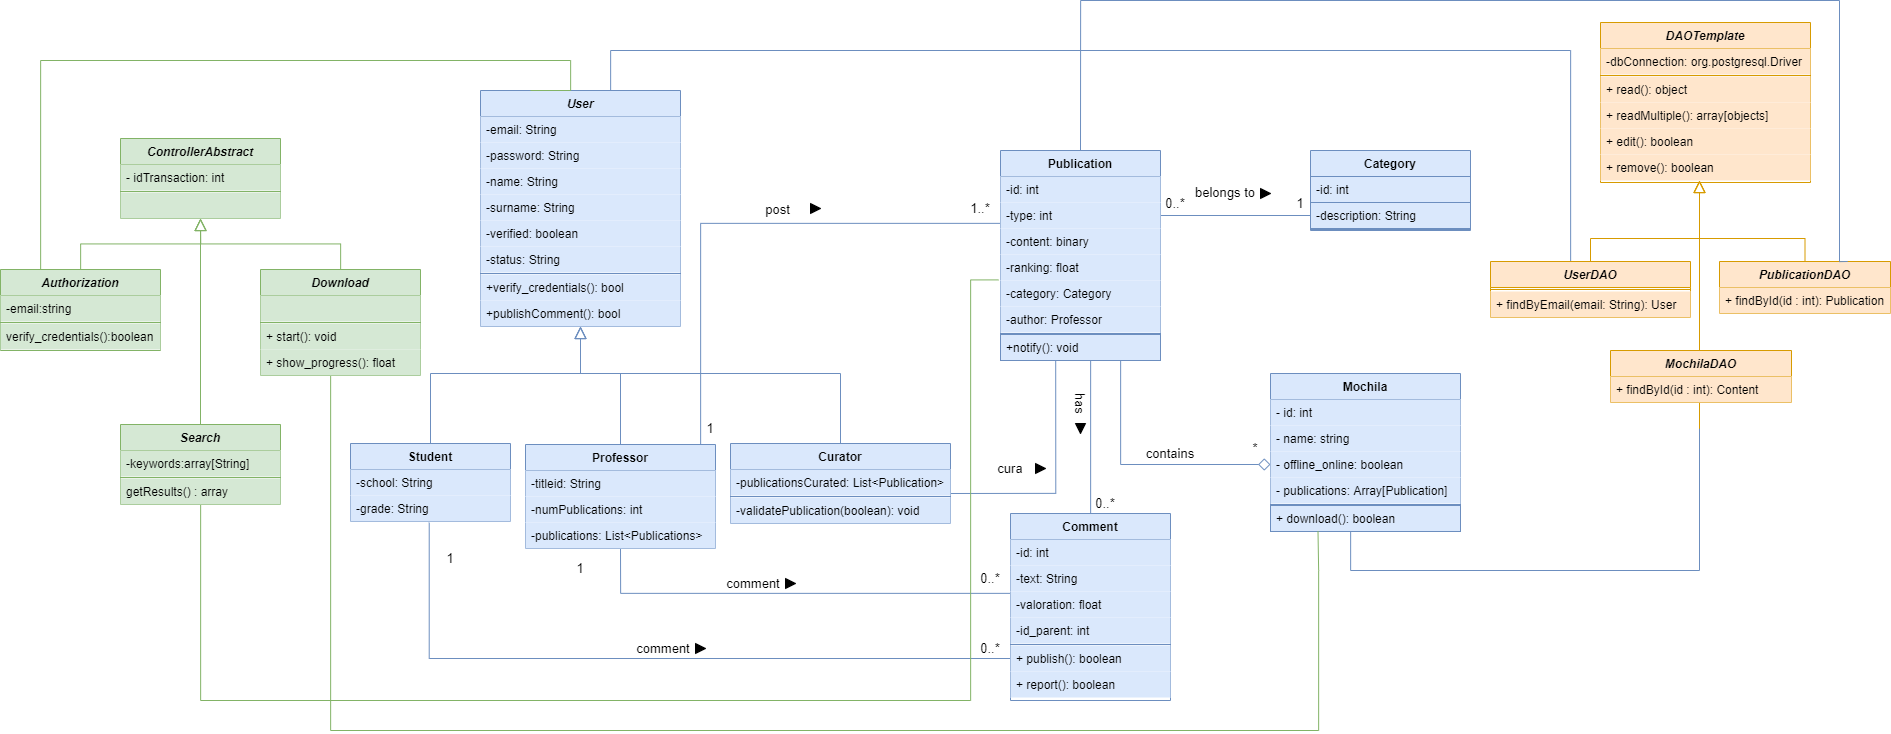 DAOTemplate
-dbConnection: org.postgresql.Driver
+ read(): object
+ readMultiple(): array[objects]
+ edit(): boolean
+ remove(): boolean
User
-email: String
-password: String
-name: String
-surname: String
-verified: boolean
-status: String
+verify_credentials(): bool
+publishComment(): bool
ControllerAbstract
- idTransaction: int
Publication
-id: int
-type: int
-content: binary
-ranking: float
-category: Category
-author: Professor
+notify(): void
Category
-id: int
-description: String
belongs to
0..*
1
post
1..*
1
Authorization
-email:string
verify_credentials():boolean
Download
+ start(): void
+ show_progress(): float
UserDAO
+ findByEmail(email: String): User
PublicationDAO
+ findById(id : int): Publication
MochilaDAO
+ findById(id : int): Content
Mochila
- id: int
- name: string
- offline_online: boolean
- publications: Array[Publication]
+ download(): boolean
Search
-keywords:array[String]
getResults() : array
Student
-school: String
-grade: String
Professor
-titleid: String
-numPublications: int
-publications: List<Publications>
Curator
-publicationsCurated: List<Publication>
-validatePublication(boolean): void
cura
has
contains
*
0..*
Comment
-id: int
-text: String
-valoration: float
-id_parent: int
+ publish(): boolean
+ report(): boolean
1
1
comment
0..*
comment
0..*